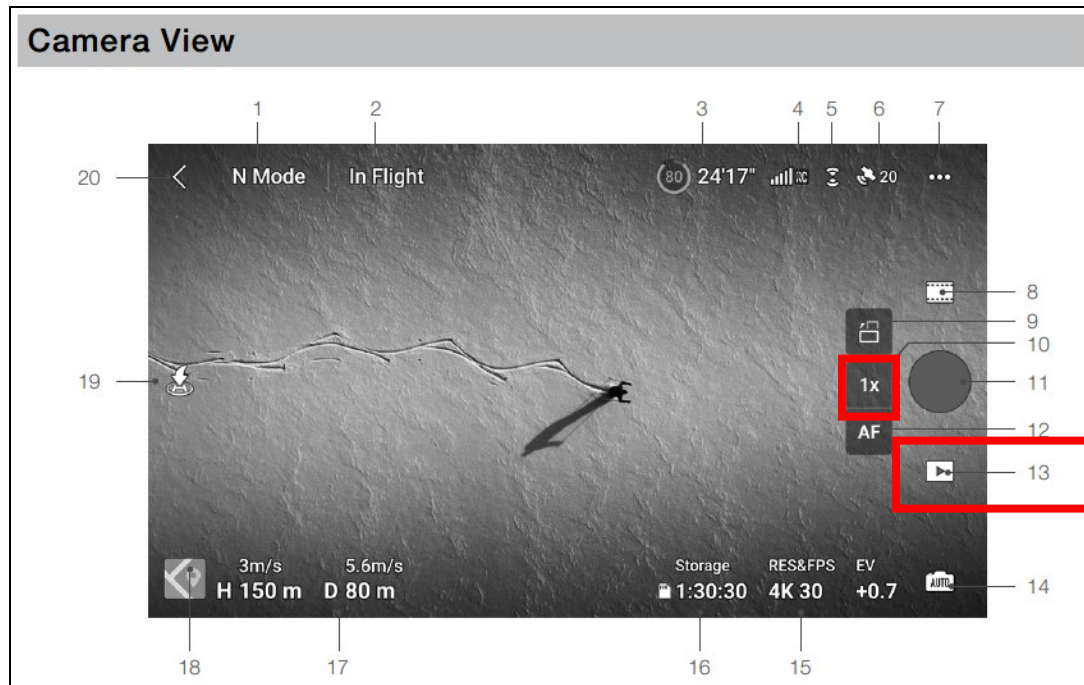 Camera View
1 2 3 4 5 6 7
20 N Mode In Flight 80 24'17" RC 20
8
9
10
1x 11
19
AF 12
13
3m/s 5.6m/s Storage RES&FPS EV
H 150 m D 80 m 1:30:30 4K 30 +0.7 AUTO 14
18 17 16 15